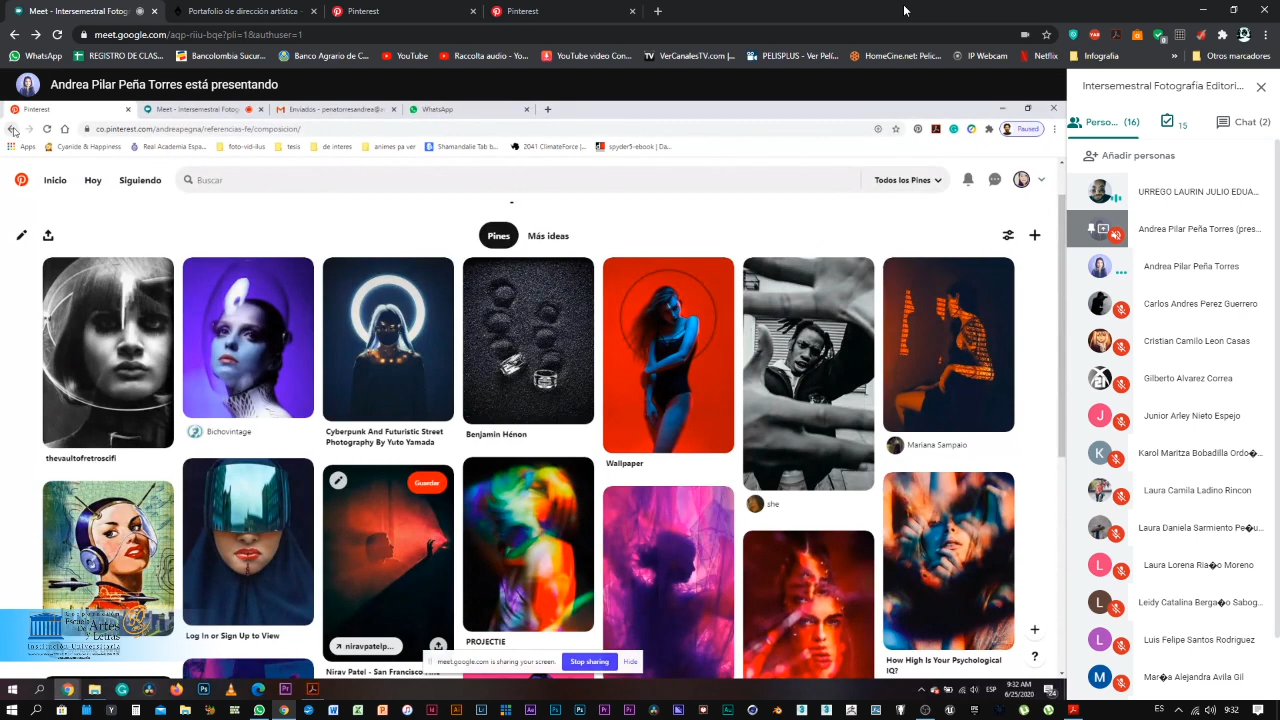 Meet - Intersemestral Fotog
Portafolio de dirección artística -
Pinterest
Pinterest
meet.google.com/aqp-riiu-bqe?pli=1&authuser=1
WhatsApp
REGISTRO DE CLAS...
Bancolombia Sucur...
Banco Agrario de C...
YouTube
Raccolta audio - Yo...
YouTube video Con...
VerCanalesTV.com |...
PLEISPLUS - Ver Pelí...
HomeCine.net: Pelic...
IP Webcam
Netflix
Infografia
»
Otros marcadores
Andrea Pilar Peña Torres está presentando
Pinterest
Meet - Intersemestral Fotog
Enviados - penatorresandrea@
WhatsApp
co.pinterest.com/andreapegna/referencias-fe/composicion/
Paused
Apps
Cyanide & Happiness
Real Academia Espa...
foto-vid-ilus
tesis
de interes
animes pa ver
Shamandalie Tab b...
2041 ClimateForce |...
spyder5-ebook | Da...
Inicio
Hoy
Siguiendo
Buscar
Todos los Pines
Pines
Más ideas
thevaultofretroscifi
Bichovintage
Cyberpunk And Futuristic Street
Photography By Yuto Yamada
Benjamin Hénon
Wallpaper
she
Mariana Sampaio
Log In or Sign Up to View
Guardar
niravpatelp...
Nirav Patel - San Francisco
PROJECTIE
How High Is Your Psychological
IQ?
Artes
y Letras
meet.google.com is sharing your screen.
Stop sharing
Hide
ESP
9:32 AM
6/25/2020
24
Intersemestral Fotografía Editori...
Perso... (16)
15
Chat (2)
Añadir personas
URREGO LAURIN JULIO EDUA...
Andrea Pilar Peña Torres (pres...
Andrea Pilar Peña Torres
Carlos Andres Perez Guerrero
Cristian Camilo Leon Casas
Gilberto Alvarez Correa
J
Junior Arley Nieto Espejo
K
Karol Maritza Bobadilla Ordo�...
Laura Camila Ladino Rincon
Laura Daniela Sarmiento Pe�u...
L
Laura Lorena Ria�o Moreno
L
Leidy Catalina Berga�o Sabog...
L
Luis Felipe Santos Rodriguez
M
Mar�a Alejandra Avila Gil
ES
9:32